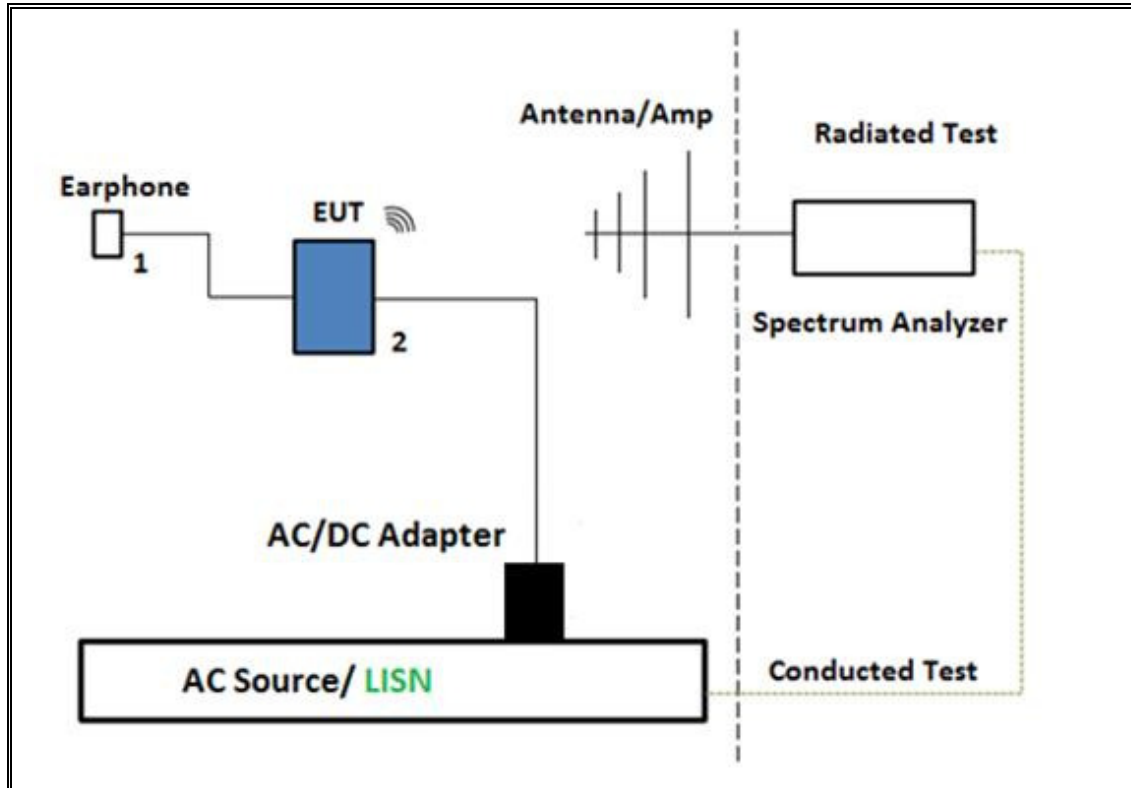 Antenna/Amp
Radiated Test
Earphone
EUT
1
Spectrum Analyzer
2
AC/DC Adapter
AC Source/ LISN
Conducted Test